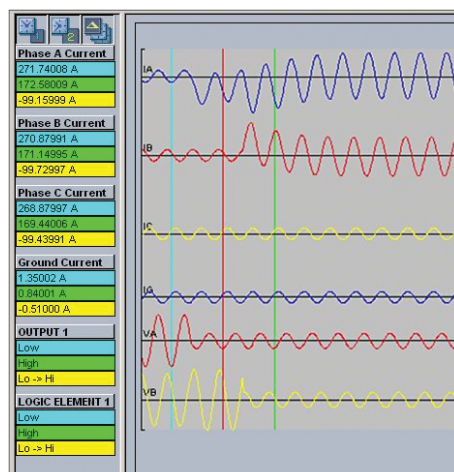 1
2
Phase A Current
271.74008 A
172.58009 A
-99.15999 A
Phase B Current
270.87991 A
171.14995 A
-99.72997 A
Phase C Current
268.87997 A
169.44006 A
-99.43991 A
Ground Current
1.35002 A
0.84001 A
-0.51000 A
OUTPUT 1
Low
High
Lo -> Hi
LOGIC ELEMENT 1
Low
High
Lo -> Hi
IA
IB
IC
IG
VA
VB